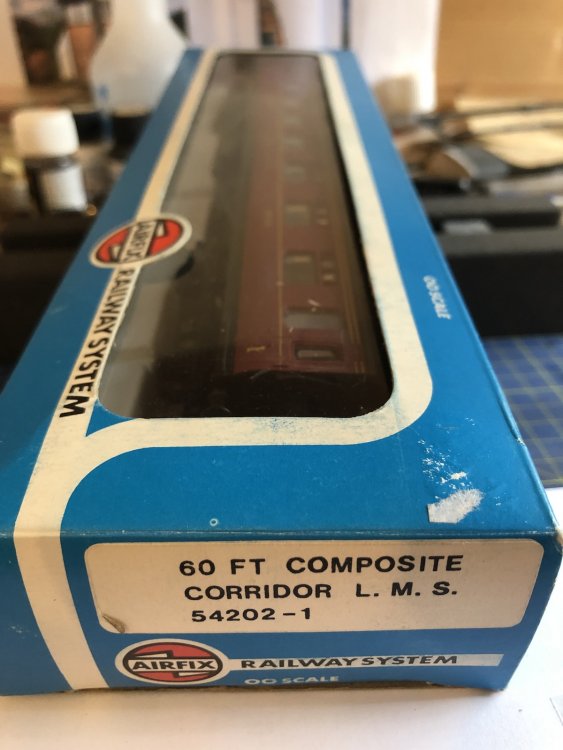 AIRFIX
RAILWAY SYSTEM
OO SCALE
60 FT COMPOSITE
CORRIDOR L. M. S.
54202-1
AIRFIX
RAILWAY SYSTEM
OO SCALE